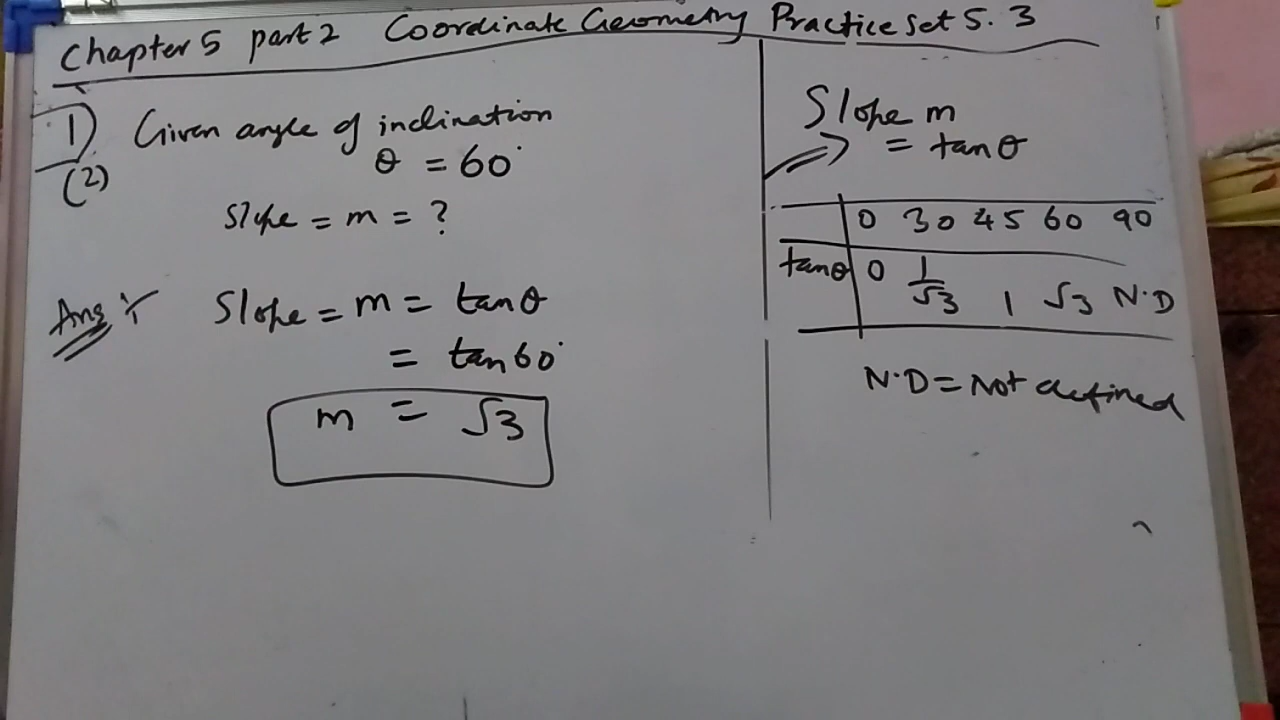 Chapter 5 part 2 Coordinate Geometry Practice Set 5.3
1) Given angle of inclination
(2) θ = 60°
Slope = m = ?
Ans :- Slope = m = tanθ
= tan60°
m = √3
Slope m
= tanθ
0 30 45 60 90
tanθ 0 1/√3 1 √3 N.D
N.D = Not defined